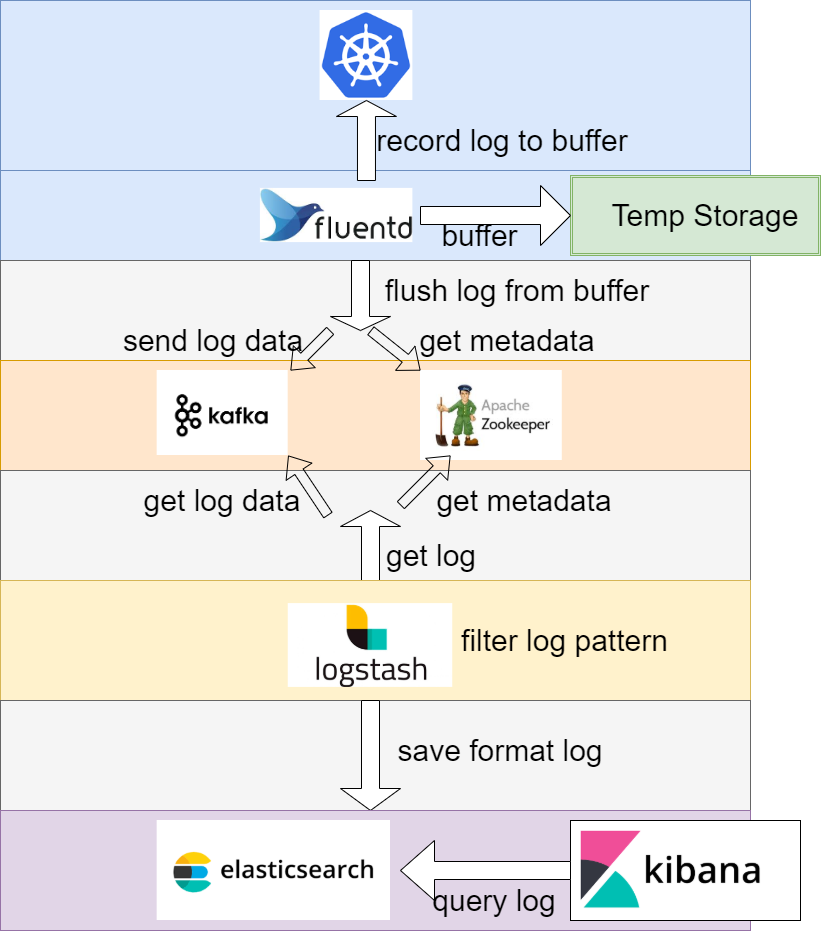 record log to buffer
fluentd
buffer
Temp Storage
flush log from buffer
send log data
get metadata
kafka
Apache
Zookeeper
get log data
get metadata
get log
logstash
filter log pattern
save format log
elasticsearch
kibana
query log